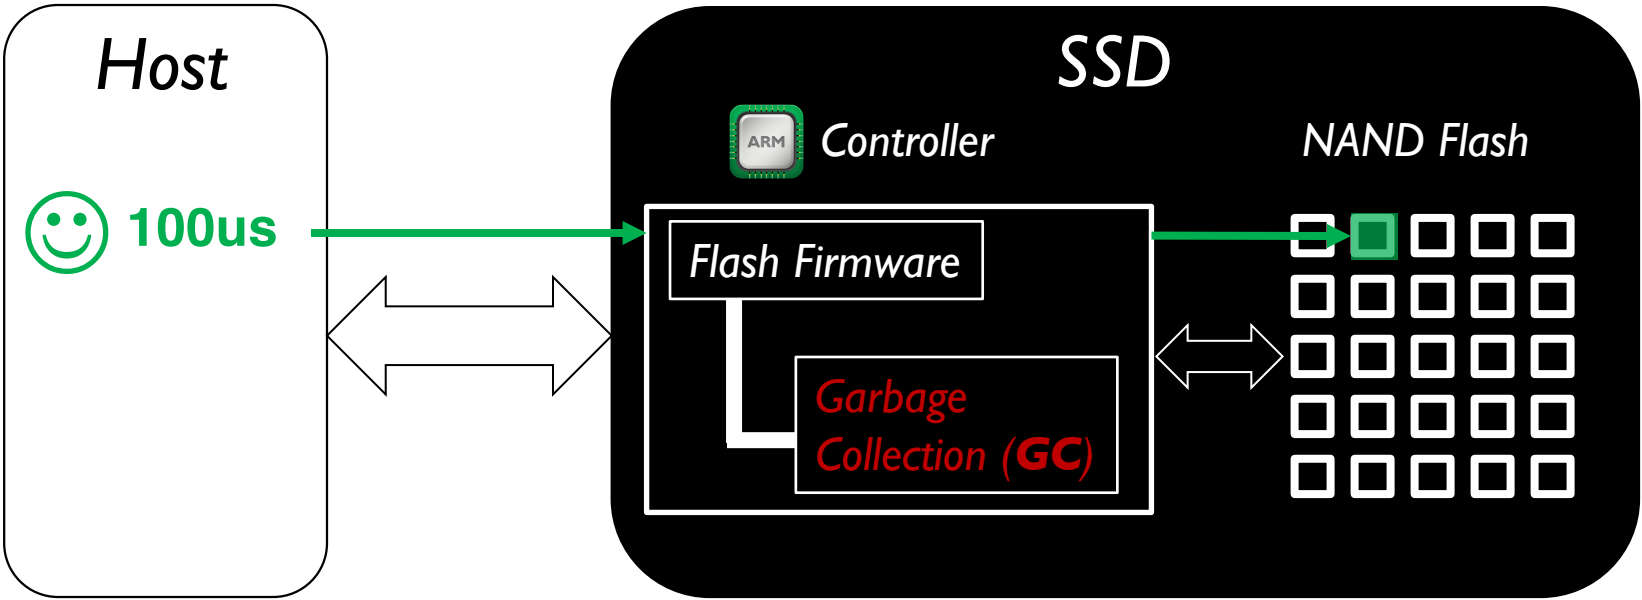 Host
SSD
ARM
Controller
NAND Flash
100us
Flash Firmware
Garbage
Collection (GC)